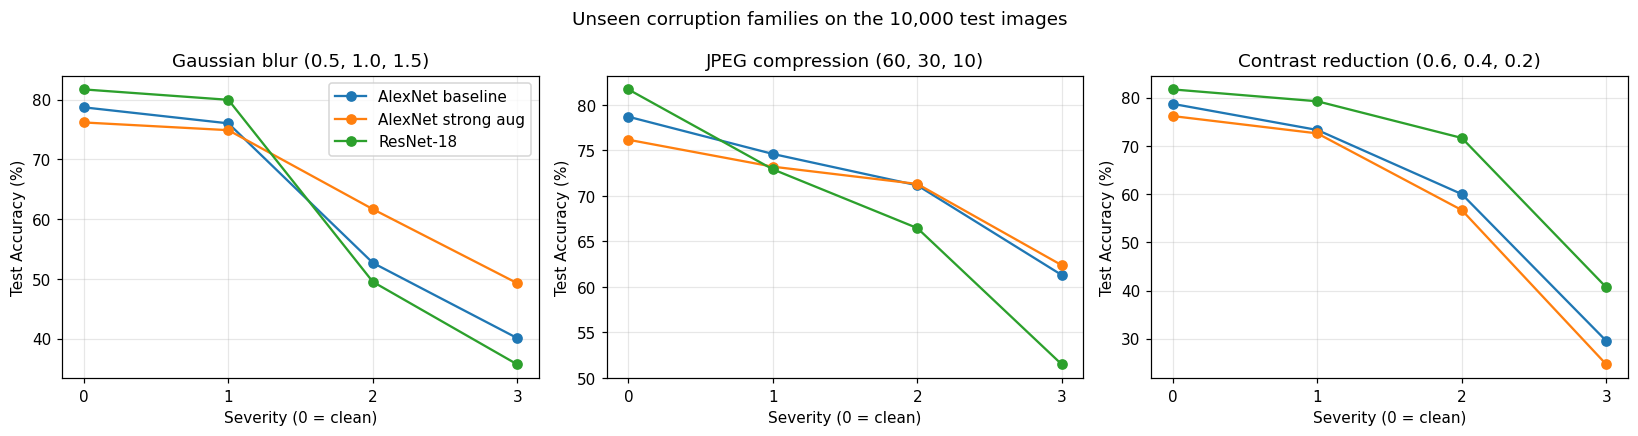 Unseen corruption families on the 10,000 test images
Gaussian blur (0.5, 1.0, 1.5)
Test Accuracy (%)
80
70
60
50
40
AlexNet baseline
AlexNet strong aug
ResNet-18
0 1 2 3
Severity (0 = clean)
JPEG compression (60, 30, 10)
Test Accuracy (%)
80
75
70
65
60
55
50
0 1 2 3
Severity (0 = clean)
Contrast reduction (0.6, 0.4, 0.2)
Test Accuracy (%)
80
70
60
50
40
30
0 1 2 3
Severity (0 = clean)